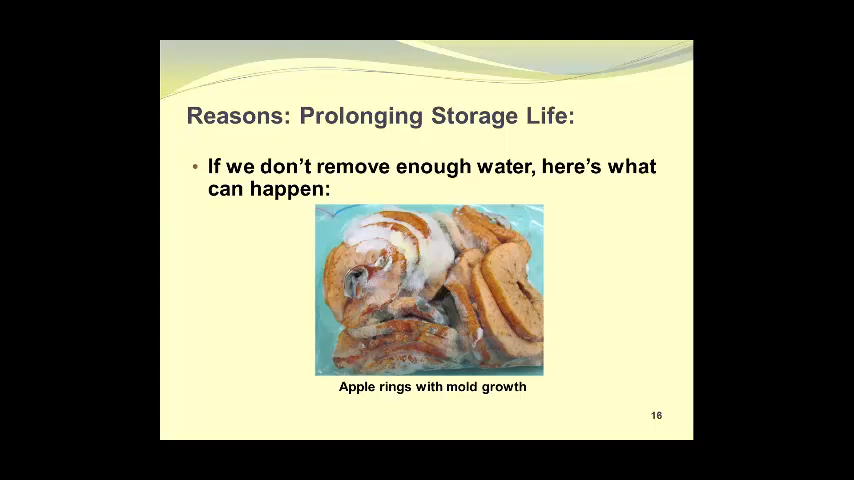 Reasons: Prolonging Storage Life:
• If we don’t remove enough water, here’s what
can happen:
Apple rings with mold growth
16